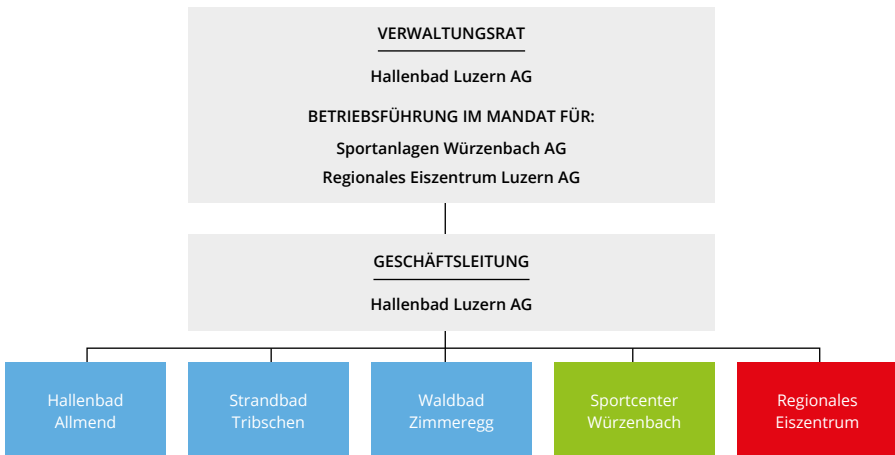 VERWALTUNGSRAT
Hallenbad Luzern AG
BETRIEBSFÜHRUNG IM MANDAT FÜR:
Sportanlagen Würzenbach AG
Regionales Eiszentrum Luzern AG
GESCHÄFTSLEITUNG
Hallenbad Luzern AG
Hallenbad
Allmend
Strandbad
Tribschen
Waldbad
Zimmeregg
Sportcenter
Würzenbach
Regionales
Eiszentrum